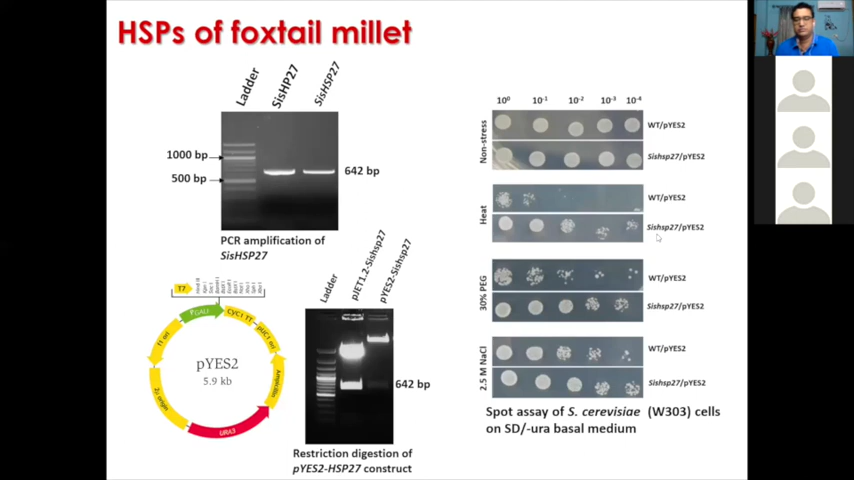 HSPs of foxtail millet
Ladder
SisHP27
SisHSP27
1000 bp
500 bp
642 bp
PCR amplification of
SisHSP27
T7
PGAL1
CYC1 TT
pUC1 ori
Ampicillin
URA3
2µ origin
f1 ori
pYES2
5.9 kb
Ladder
pJET1.2-Sishsp27
pYES2-Sishsp27
642 bp
Restriction digestion of
pYES2-HSP27 construct
10⁰ 10⁻¹ 10⁻² 10⁻³ 10⁻⁴
Non-stress
WT/pYES2
Sishsp27/pYES2
Heat
WT/pYES2
Sishsp27/pYES2
30% PEG
WT/pYES2
Sishsp27/pYES2
2.5 M NaCl
WT/pYES2
Sishsp27/pYES2
Spot assay of S. cerevisiae (W303) cells
on SD/-ura basal medium